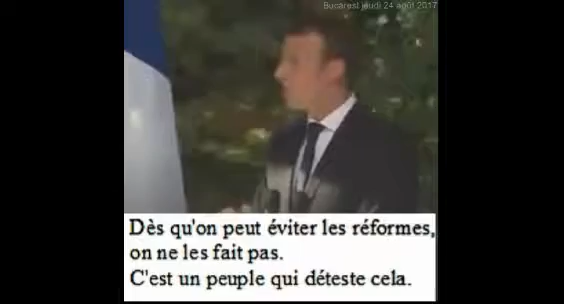 Bucarest jeudi 24 août 2017
Dès qu'on peut éviter les réformes,
on ne les fait pas.
C'est un peuple qui déteste cela.